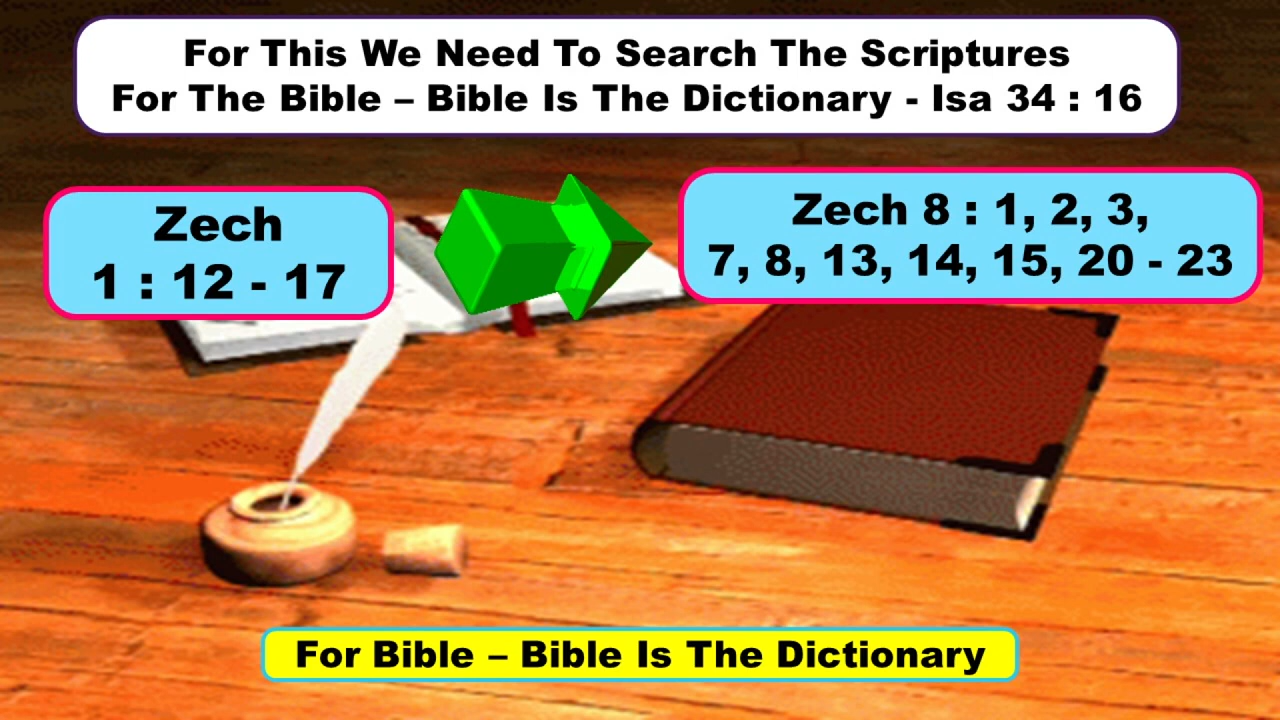 For This We Need To Search The Scriptures
For The Bible – Bible Is The Dictionary - Isa 34 : 16
Zech
1 : 12 - 17
Zech 8 : 1, 2, 3,
7, 8, 13, 14, 15, 20 - 23
For Bible – Bible Is The Dictionary